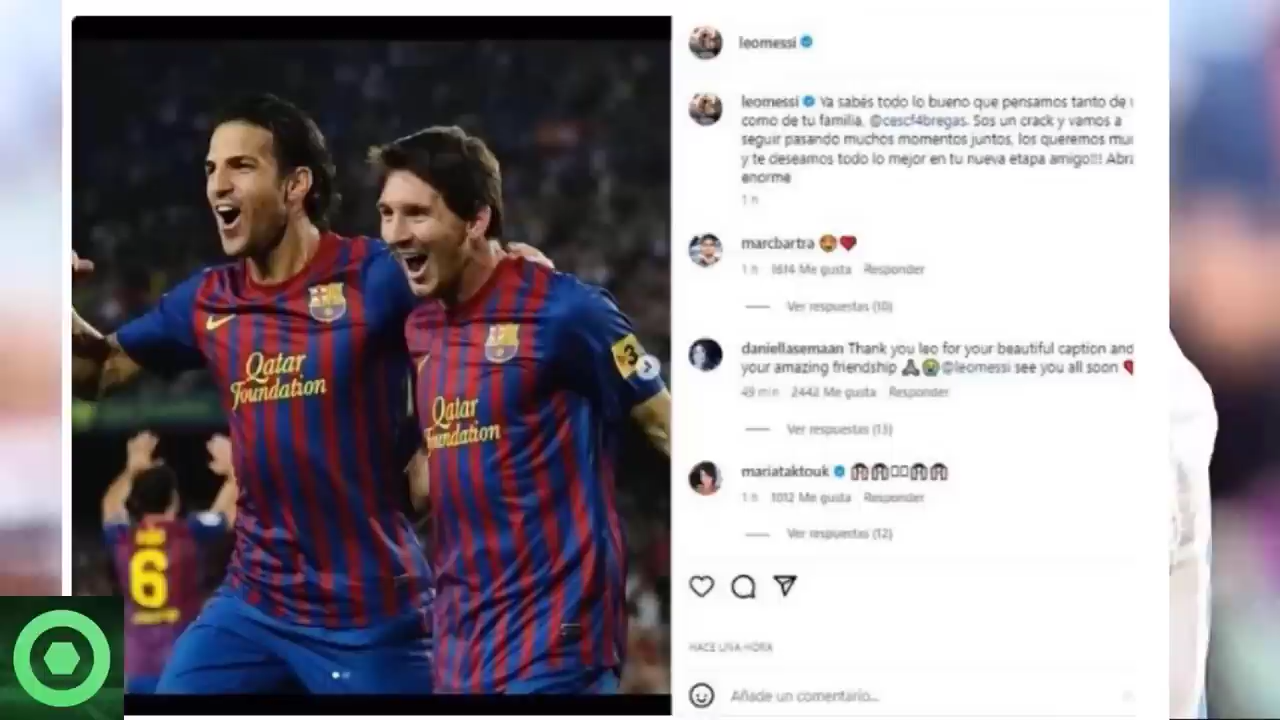 leomessi
leomessi Ya sabés todo lo bueno que pensamos tanto de
como de tu familia, @cescf4bregas. Sos un crack y vamos a
seguir pasando muchos momentos juntos, los queremos
y te deseamos todo lo mejor en tu nueva etapa amigo!!! Abra
enorme
1 h
marcbartra 😍❤️
1 h 1614 Me gusta Responder
Ver respuestas (10)
daniellasemaan Thank you leo for your beautiful caption and
your amazing friendship 🙏😭@leomessi see you all soon
49 min 2442 Me gusta Responder
Ver respuestas (13)
mariataktouk
1 h 1012 Me gusta Responder
Ver respuestas (12)
HACE UNA HORA
Añade un comentario...
Qatar
Foundation
Qatar
Foundation
3
6